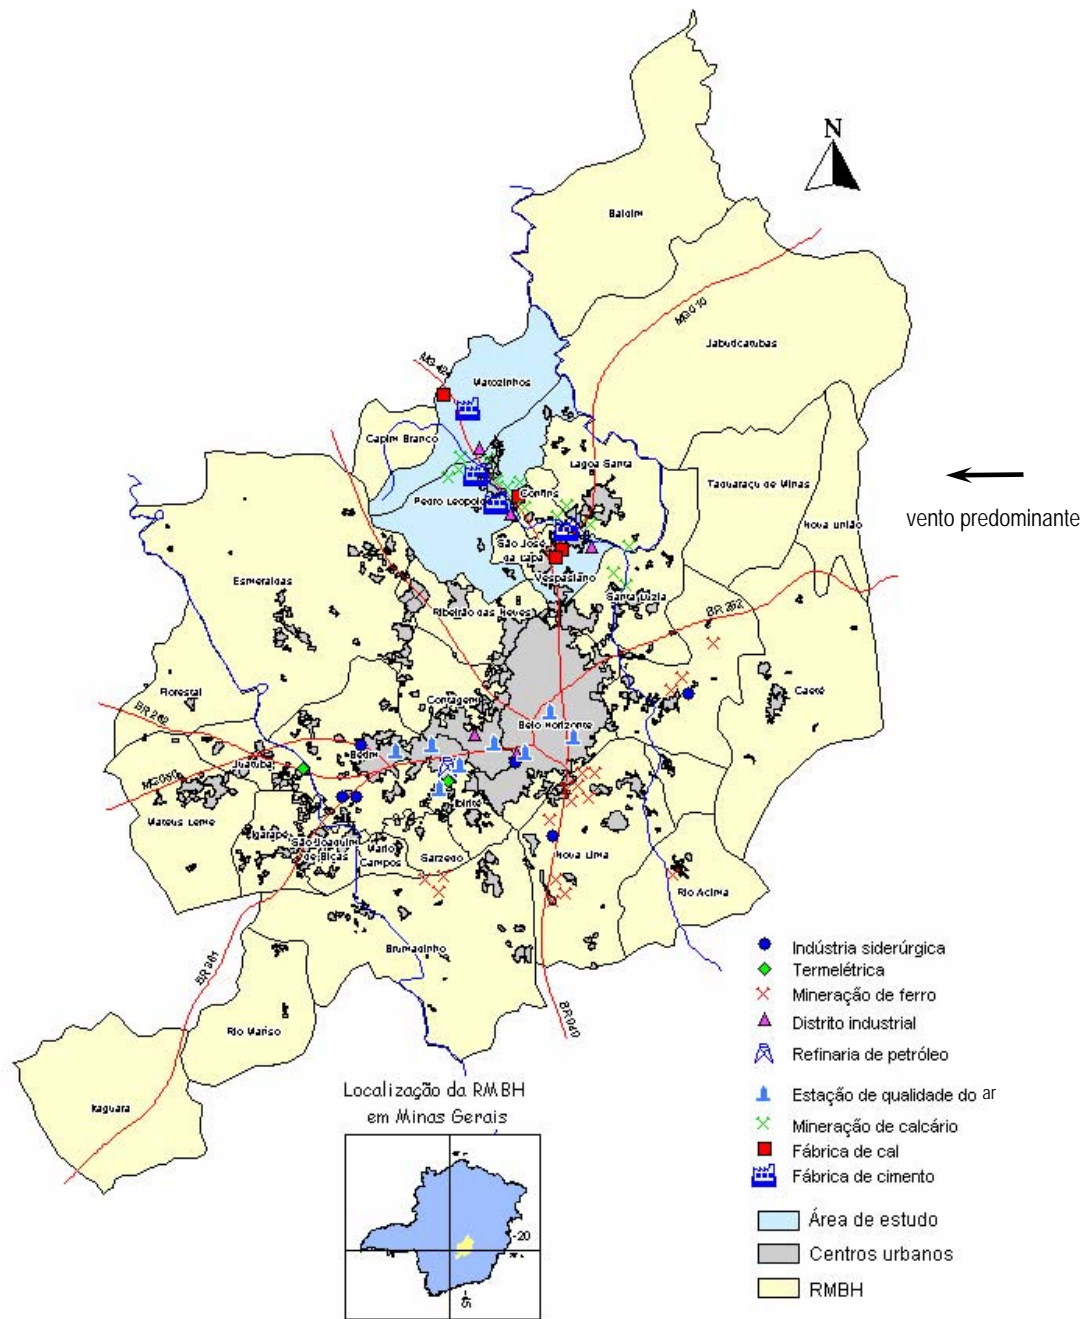 N
Baldim
MG 010
Jaboticatubas
MG 424
Matozinhos
Capim Branco
Lagoa Santa
Pedro Leopoldo
Confins
Taquaraçu de Minas
Nova União
vento predominante
São José
da Lapa
Vespasiano
Esmeraldas
Santa Luzia
Ribeirão das Neves
BR 262
Florestal
Contagem
Caeté
BR 262
Belo Horizonte
Betim
Juatuba
MG 050
Ibirité
Mateus Leme
Igarapé
São Joaquim
de Bicas
Mário
Campos
Sarzedo
Nova Lima
Rio Acima
Brumadinho
BR 381
BR 040
Rio Manso
Itaguara
Indústria siderúrgica
Termelétrica
Mineração de ferro
Distrito industrial
Refinaria de petróleo
Estação de qualidade do ar
Mineração de calcário
Fábrica de cal
Fábrica de cimento
Área de estudo
Centros urbanos
RMBH
Localização da RMBH
em Minas Gerais
-20
-45